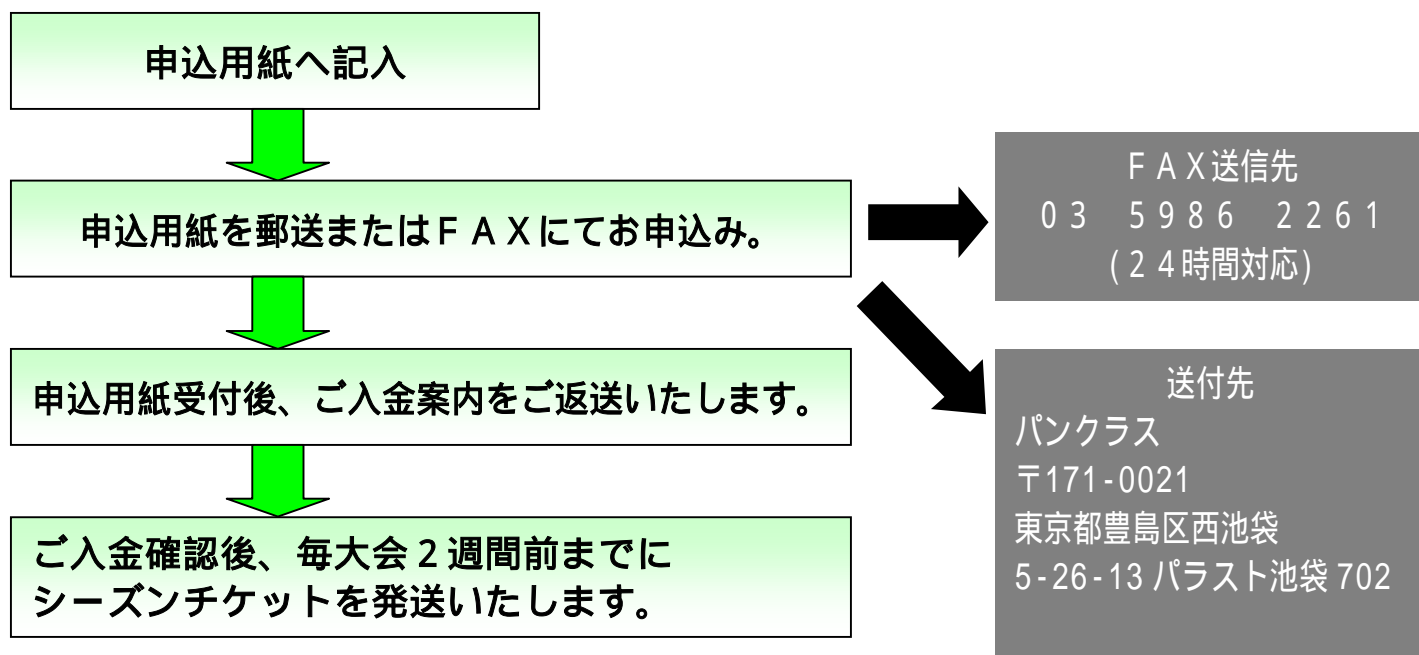 申込用紙へ記入
申込用紙を郵送またはＦＡＸにてお申込み。
ＦＡＸ送信先
０３　５９８６　２２６１
(２４時間対応)
申込用紙受付後、ご入金案内をご返送いたします。
送付先
パンクラス
〒171-0021
東京都豊島区西池袋
5-26-13 パラスト池袋 702
ご入金確認後、毎大会２週間前までに
シーズンチケットを発送いたします。